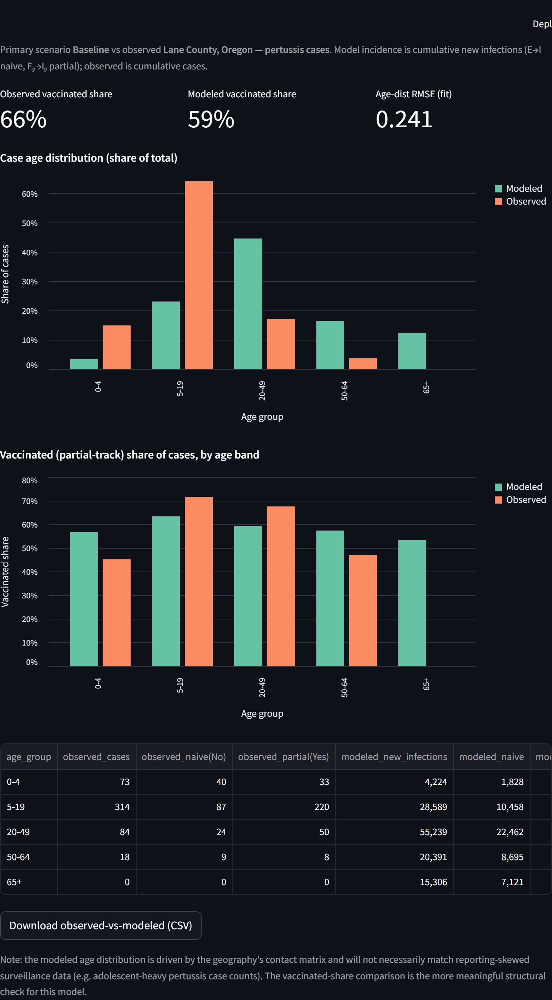 Depl
Primary scenario Baseline vs observed Lane County, Oregon — pertussis cases. Model incidence is cumulative new infections (E→I
naive, Eₚ→Iₚ partial); observed is cumulative cases.
Observed vaccinated share
66%
Modeled vaccinated share
59%
Age-dist RMSE (fit)
0.241
Case age distribution (share of total)
Modeled
Observed
Share of cases
60%
50%
40%
30%
20%
10%
0%
0-4
5-19
20-49
50-64
65+
Age group
Vaccinated (partial-track) share of cases, by age band
Modeled
Observed
Vaccinated share
80%
70%
60%
50%
40%
30%
20%
10%
0%
0-4
5-19
20-49
50-64
65+
Age group
age_group observed_cases observed_naive(No) observed_partial(Yes) modeled_new_infections modeled_naive moc
0-4 73 40 33 4,224 1,828
5-19 314 87 220 28,589 10,458
20-49 84 24 50 55,239 22,462
50-64 18 9 8 20,391 8,695
65+ 0 0 0 15,306 7,121
Download observed-vs-modeled (CSV)
Note: the modeled age distribution is driven by the geography's contact matrix and will not necessarily match reporting-skewed
surveillance data (e.g. adolescent-heavy pertussis case counts). The vaccinated-share comparison is the more meaningful structural
check for this model.